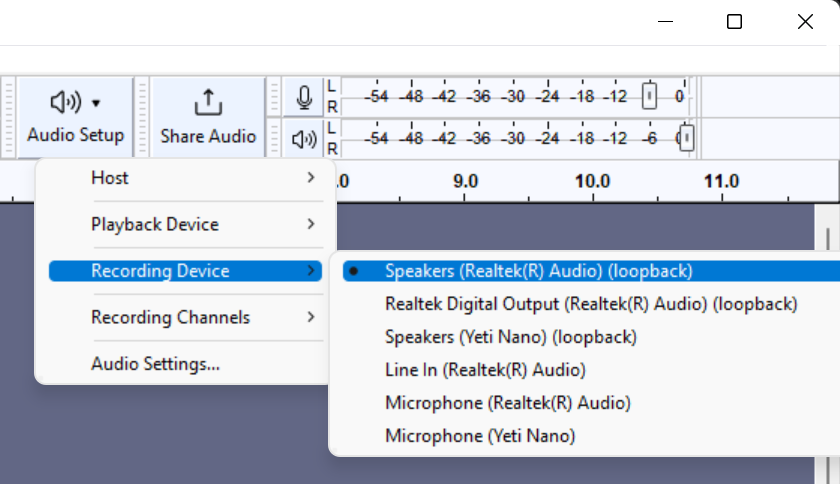 Audio Setup
Share Audio
L
R
-54 -48 -42 -36 -30 -24 -18 -12 0
L
R
-54 -48 -42 -36 -30 -24 -18 -12 -6
.0 9.0 10.0 11.0
Host
Playback Device
Recording Device
Recording Channels
Audio Settings...
Speakers (Realtek(R) Audio) (loopback)
Realtek Digital Output (Realtek(R) Audio) (loopback)
Speakers (Yeti Nano) (loopback)
Line In (Realtek(R) Audio)
Microphone (Realtek(R) Audio)
Microphone (Yeti Nano)